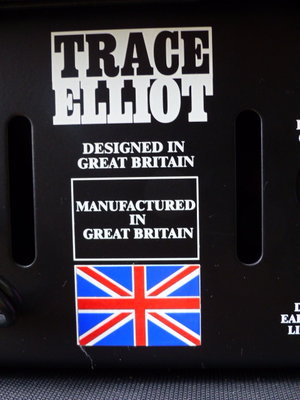 TRACE
ELLIOT
DESIGNED IN
GREAT BRITAIN
MANUFACTURED
IN
GREAT BRITAIN